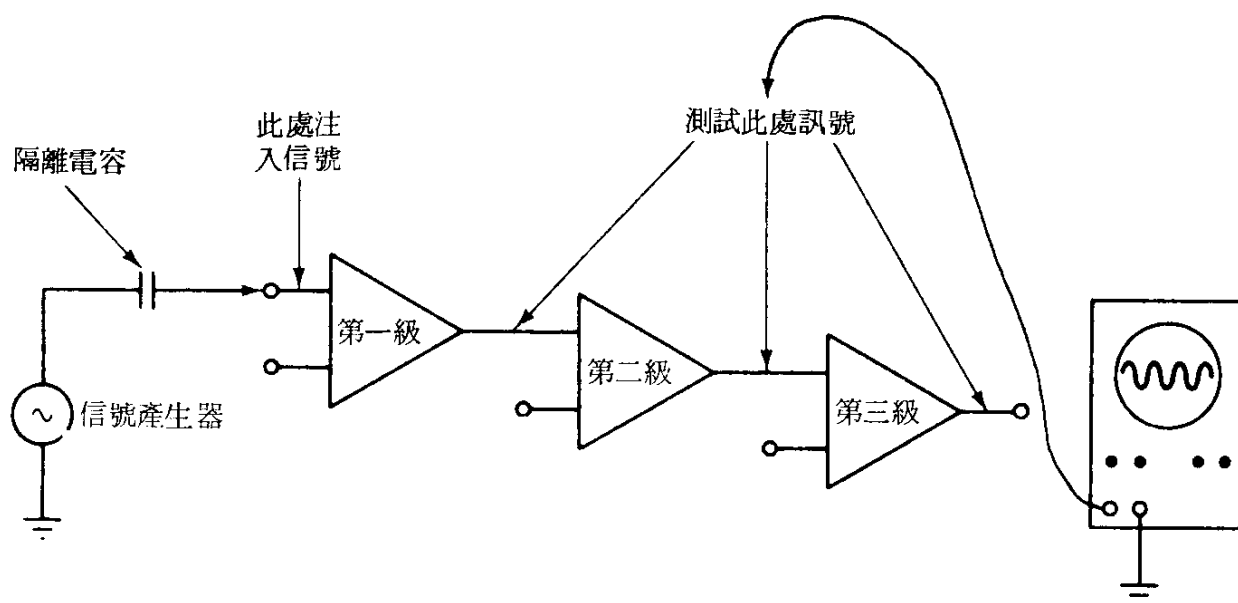 此處注
入信號
測試此處訊號
隔離電容
第一級
第二級
第三級
信號產生器